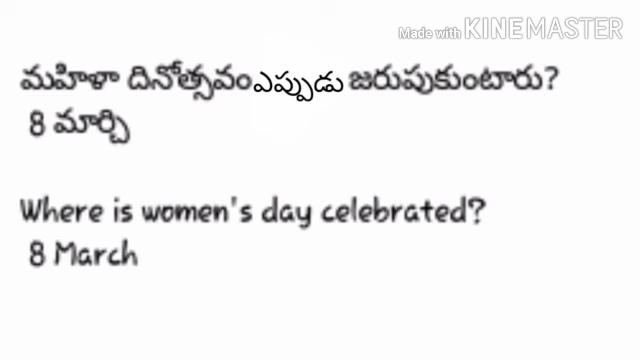 Made with KINEMASTER
మహిళా దినోత్సవం ఎప్పుడు జరుపుకుంటారు?
8 మార్చి
Where is women's day celebrated?
8 March